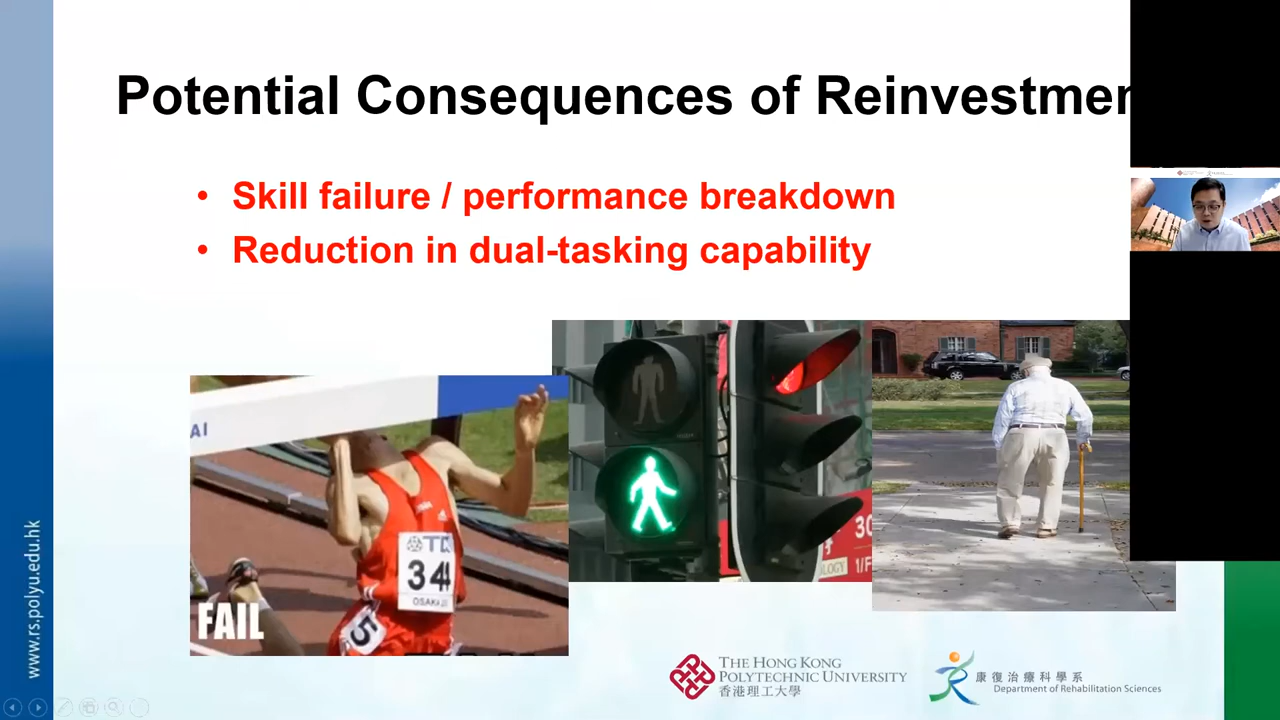 Potential Consequences of Reinvestmen
• Skill failure / performance breakdown
• Reduction in dual-tasking capability
AI
34
OSAKA
5
FAIL
30
1/F
www.rs.polyu.edu.hk
THE HONG KONG
POLYTECHNIC UNIVERSITY
香港理工大學
康復治療科學系
Department of Rehabilitation Sciences